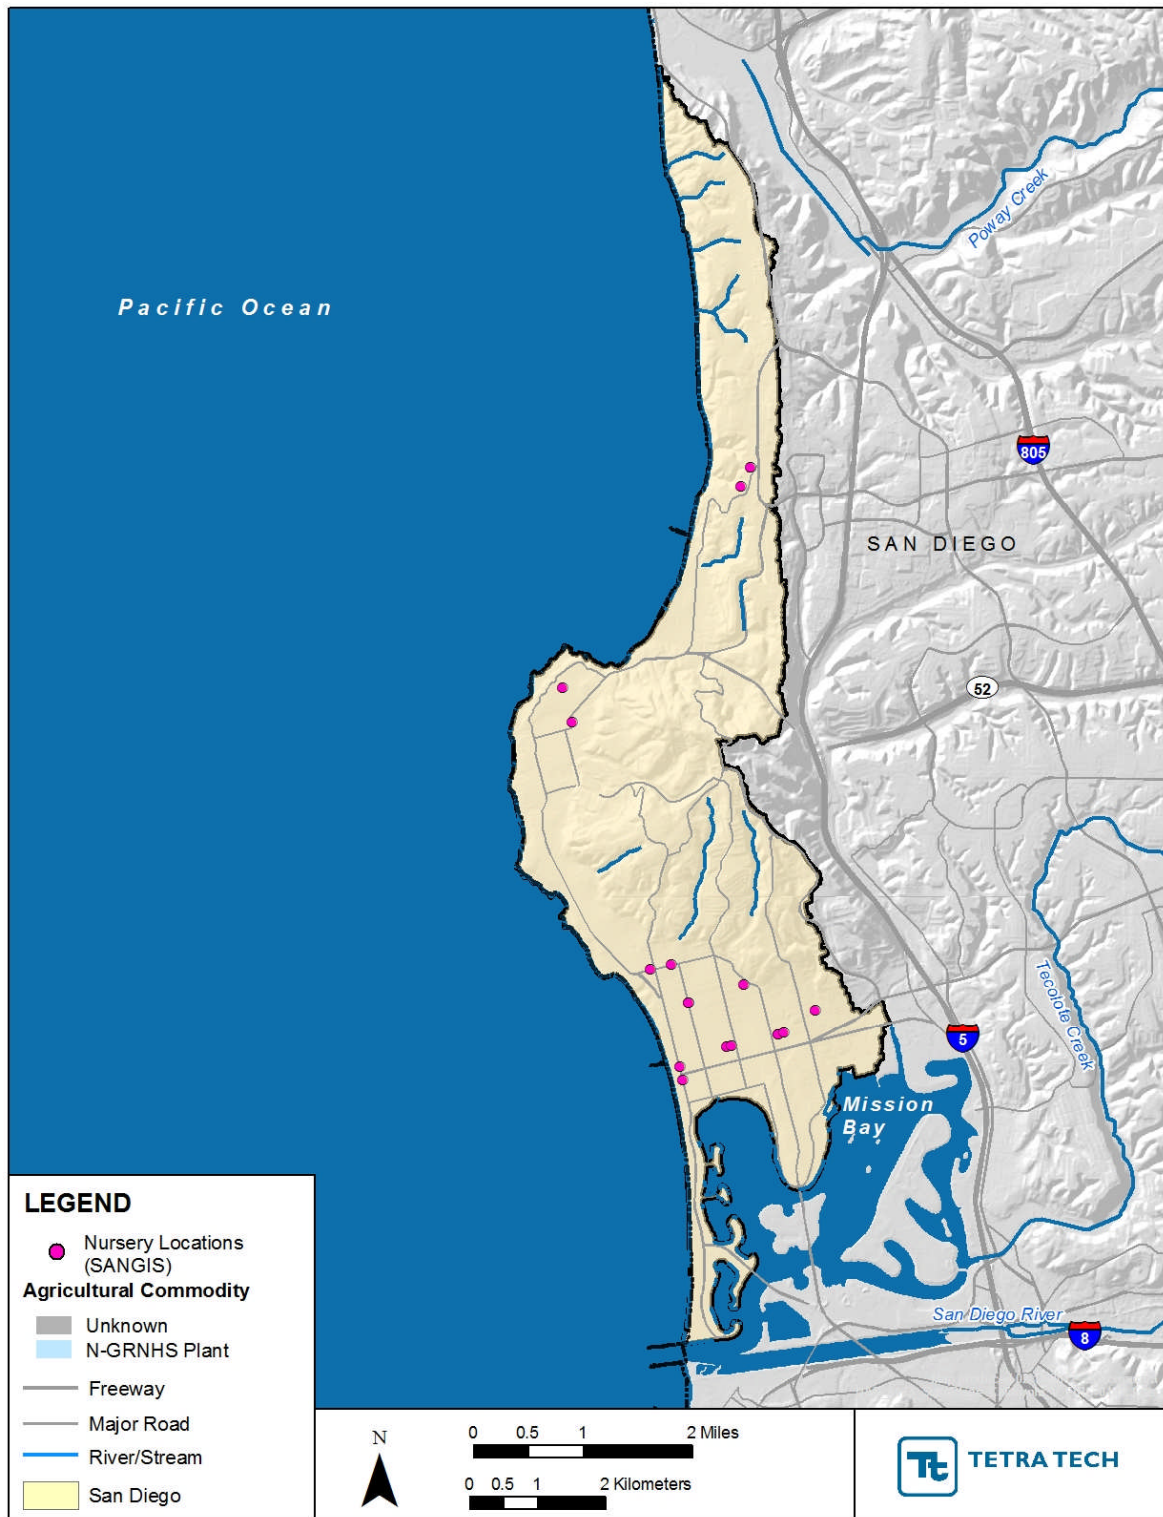 Poway Creek
Pacific Ocean
805
SAN DIEGO
52
Tecolote Creek
5
Mission
Bay
San Diego River
8
LEGEND
Nursery Locations
(SANGIS)
Agricultural Commodity
Unknown
N-GRNHS Plant
Freeway
Major Road
River/Stream
San Diego
N
0 0.5 1 2 Miles
0 0.5 1 2 Kilometers
Tt TETRA TECH